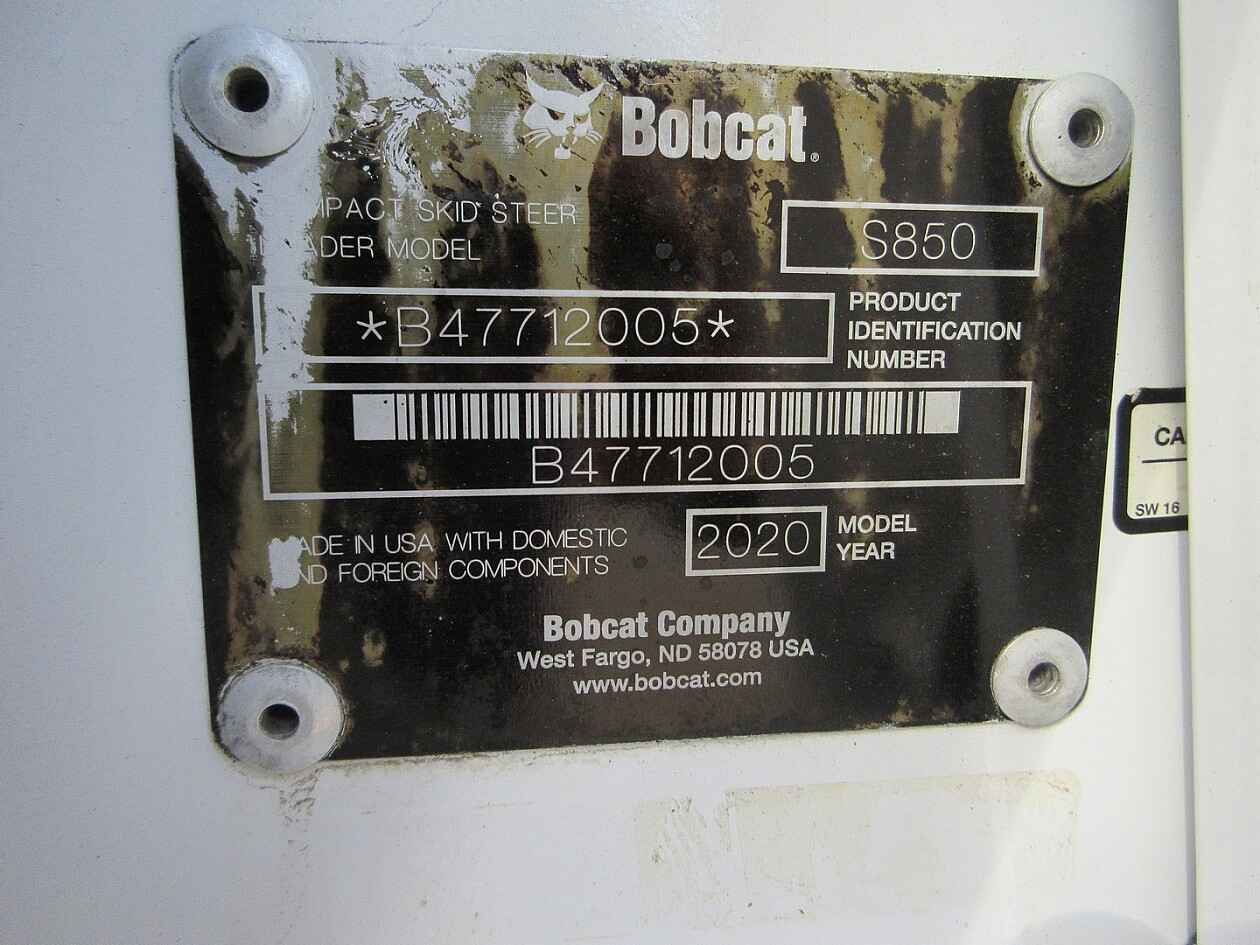 Bobcat®
MPACT SKID STEER
ADER MODEL
S850
*B47712005*
PRODUCT
IDENTIFICATION
NUMBER
B47712005
ADE IN USA WITH DOMESTIC
ND FOREIGN COMPONENTS
2020
MODEL
YEAR
Bobcat Company
West Fargo, ND 58078 USA
www.bobcat.com
CA
SW 16